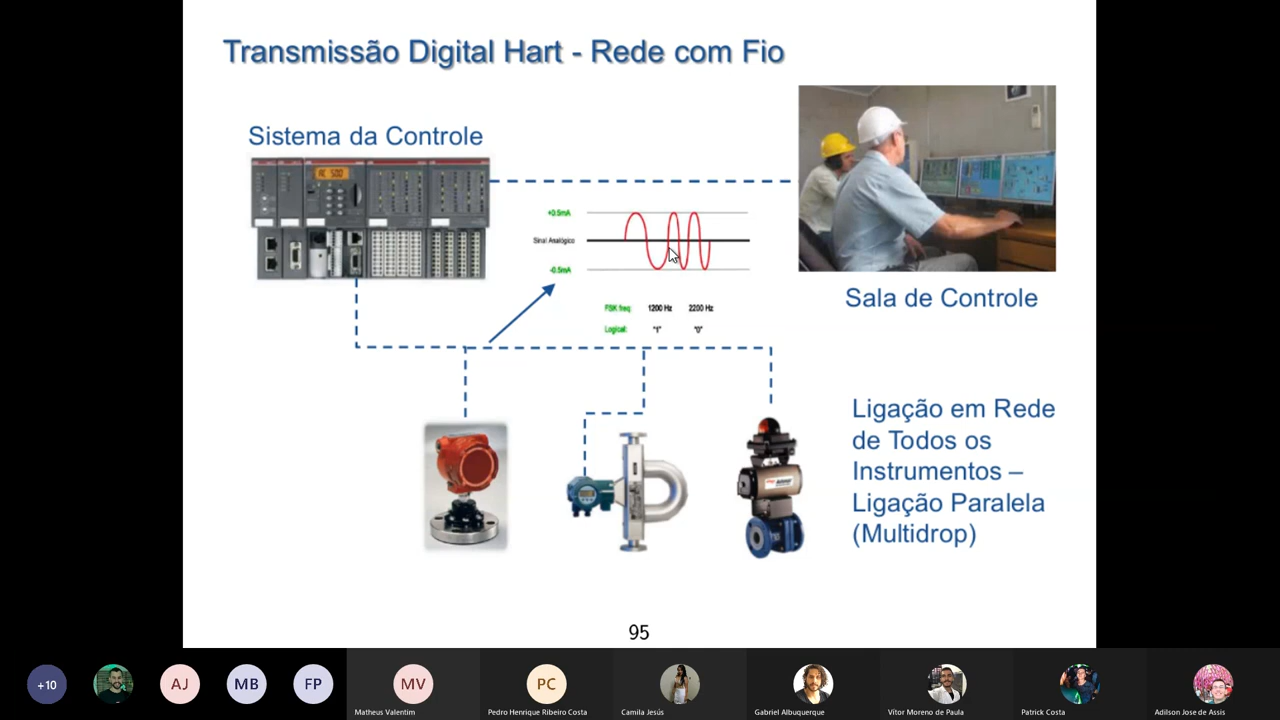 Transmissão Digital Hart - Rede com Fio
Sistema da Controle
AC 500
+0.5mA
Sinal Analógico
-0.5mA
FSK freq: 1200 Hz 2200 Hz
Logical: "1" "0"
Sala de Controle
Ligação em Rede
de Todos os
Instrumentos –
Ligação Paralela
(Multidrop)
95
+10
AJ
MB
FP
MV
PC
Matheus Valentim
Pedro Henrique Ribeiro Costa
Camila Jesús
Gabriel Albuquerque
Vítor Moreno de Paula
Patrick Costa
Adilson Jose de Assis